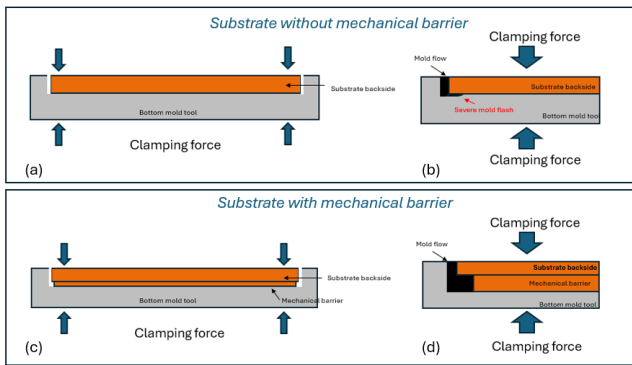 Substrate without mechanical barrier
Substrate backside
Bottom mold tool
Clamping force
(a)
Clamping force
Mold flow
Substrate backside
Severe mold flash
Bottom mold tool
Clamping force
(b)
Substrate with mechanical barrier
Substrate backside
Mechanical barrier
Bottom mold tool
Clamping force
(c)
Clamping force
Mold flow
Substrate backside
Mechanical barrier
Bottom mold tool
Clamping force
(d)